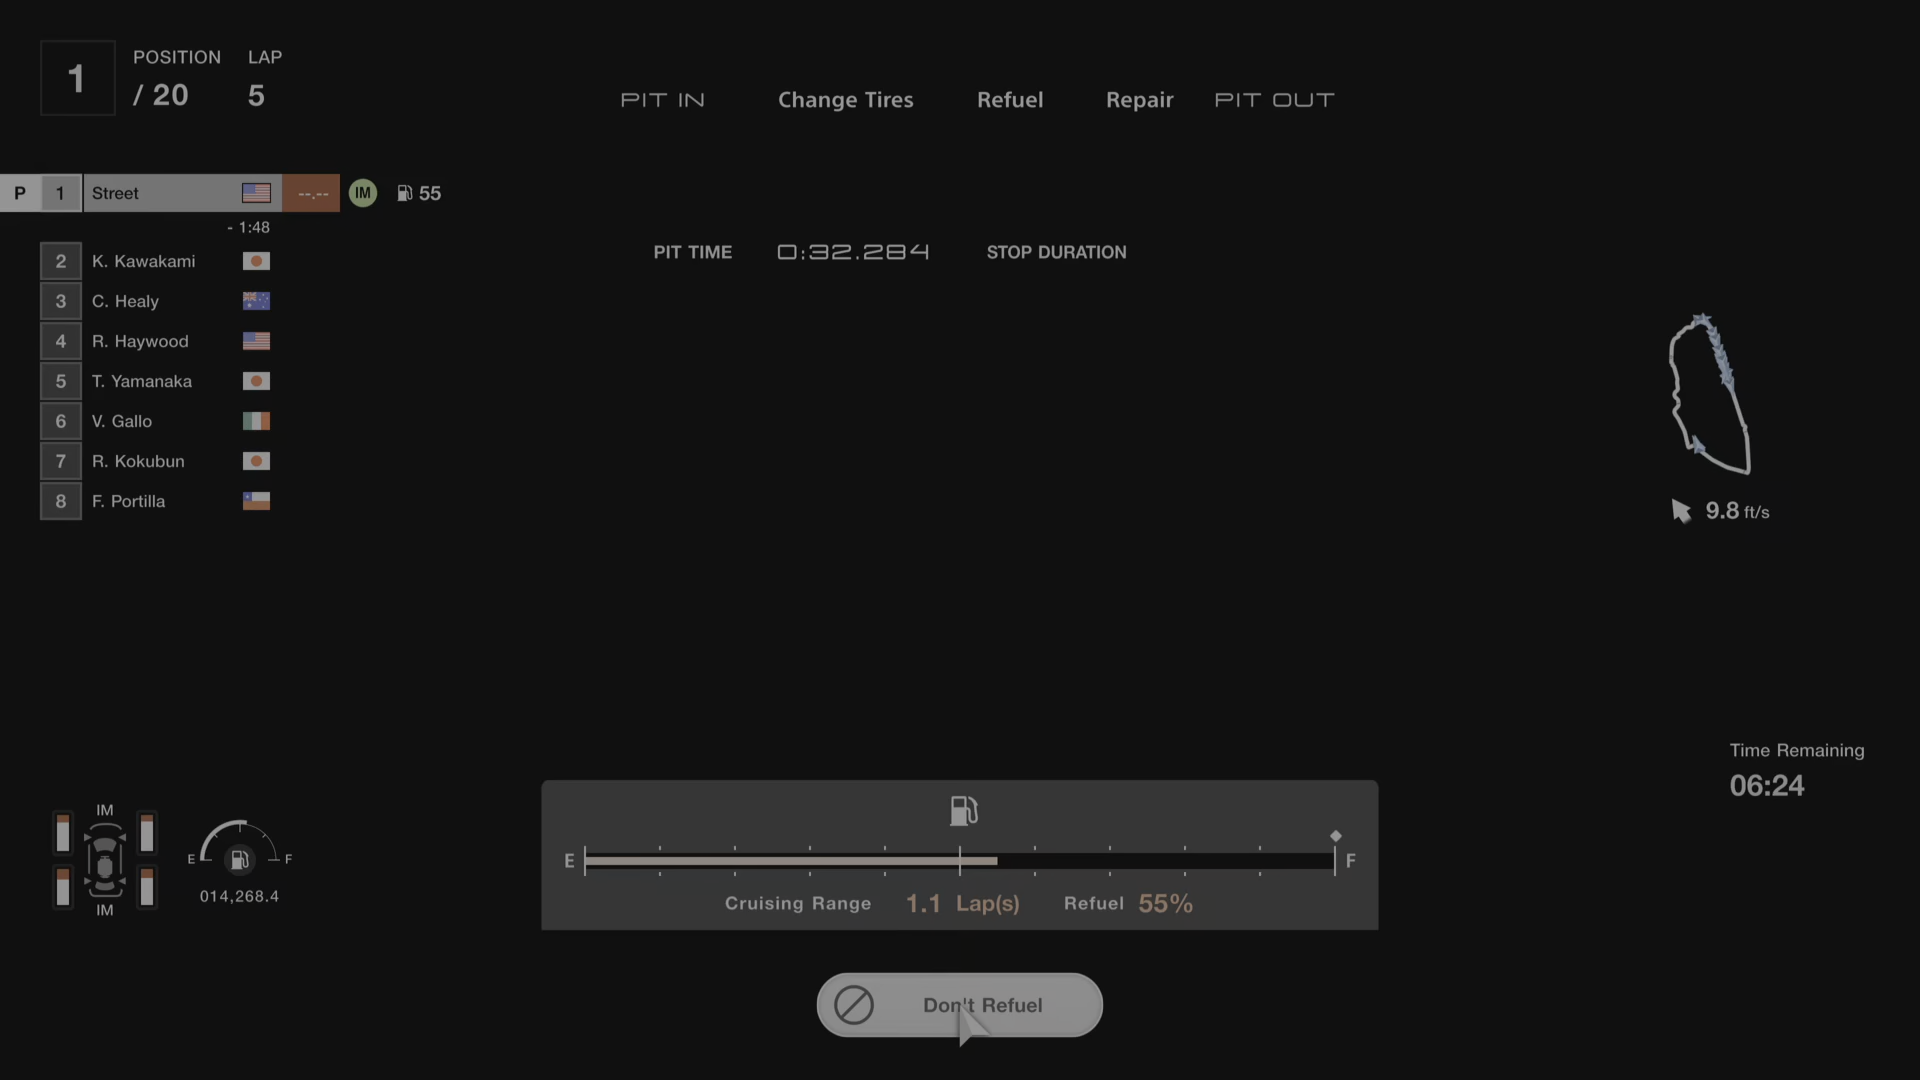 1 POSITION / 20 LAP 5
PIT IN Change Tires Refuel Repair PIT OUT
P 1 Street --.-- IM 55
- 1:48
PIT TIME 0:32.284 STOP DURATION
2 K. Kawakami
3 C. Healy
4 R. Haywood
5 T. Yamanaka
6 V. Gallo
7 R. Kokubun
8 F. Portilla
9.8 ft/s
Time Remaining
06:24
IM
E F
014,268.4
IM
E F
Cruising Range 1.1 Lap(s) Refuel 55%
Don't Refuel